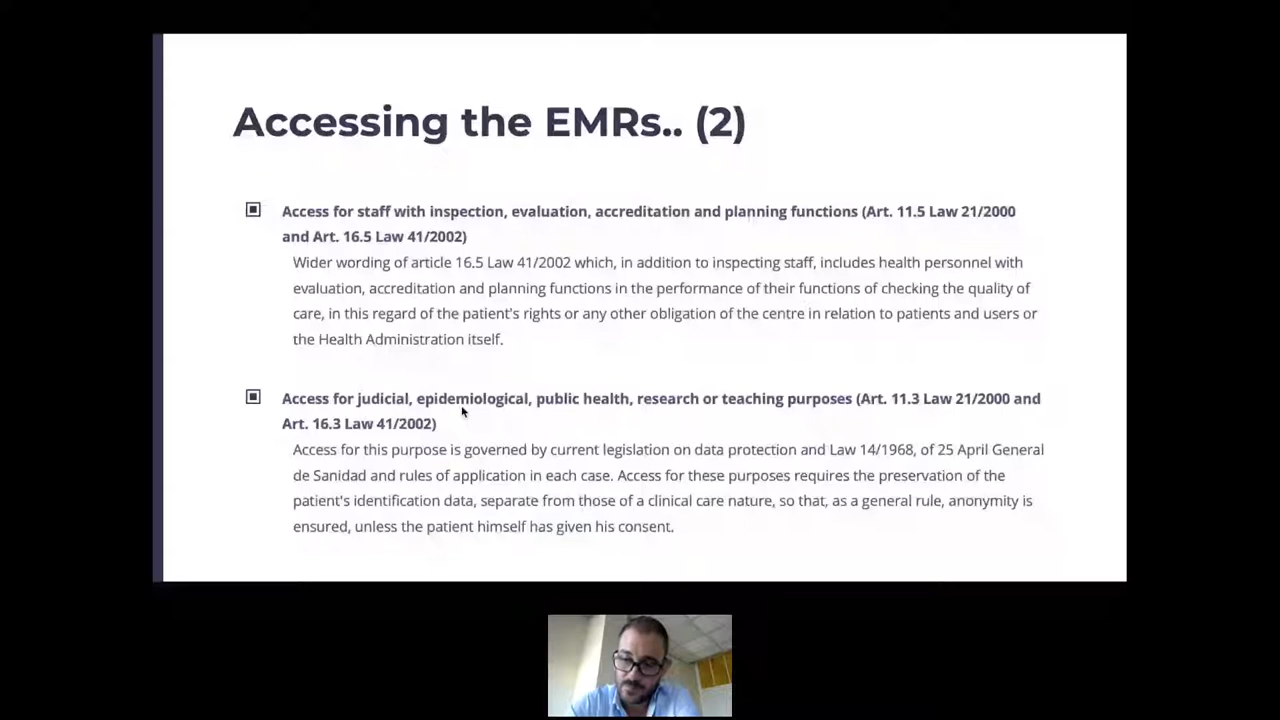 Accessing the EMRs.. (2)
Access for staff with inspection, evaluation, accreditation and planning functions (Art. 11.5 Law 21/2000
and Art. 16.5 Law 41/2002)
Wider wording of article 16.5 Law 41/2002 which, in addition to inspecting staff, includes health personnel with
evaluation, accreditation and planning functions in the performance of their functions of checking the quality of
care, in this regard of the patient's rights or any other obligation of the centre in relation to patients and users or
the Health Administration itself.
Access for judicial, epidemiological, public health, research or teaching purposes (Art. 11.3 Law 21/2000 and
Art. 16.3 Law 41/2002)
Access for this purpose is governed by current legislation on data protection and Law 14/1968, of 25 April General
de Sanidad and rules of application in each case. Access for these purposes requires the preservation of the
patient's identification data, separate from those of a clinical care nature, so that, as a general rule, anonymity is
ensured, unless the patient himself has given his consent.